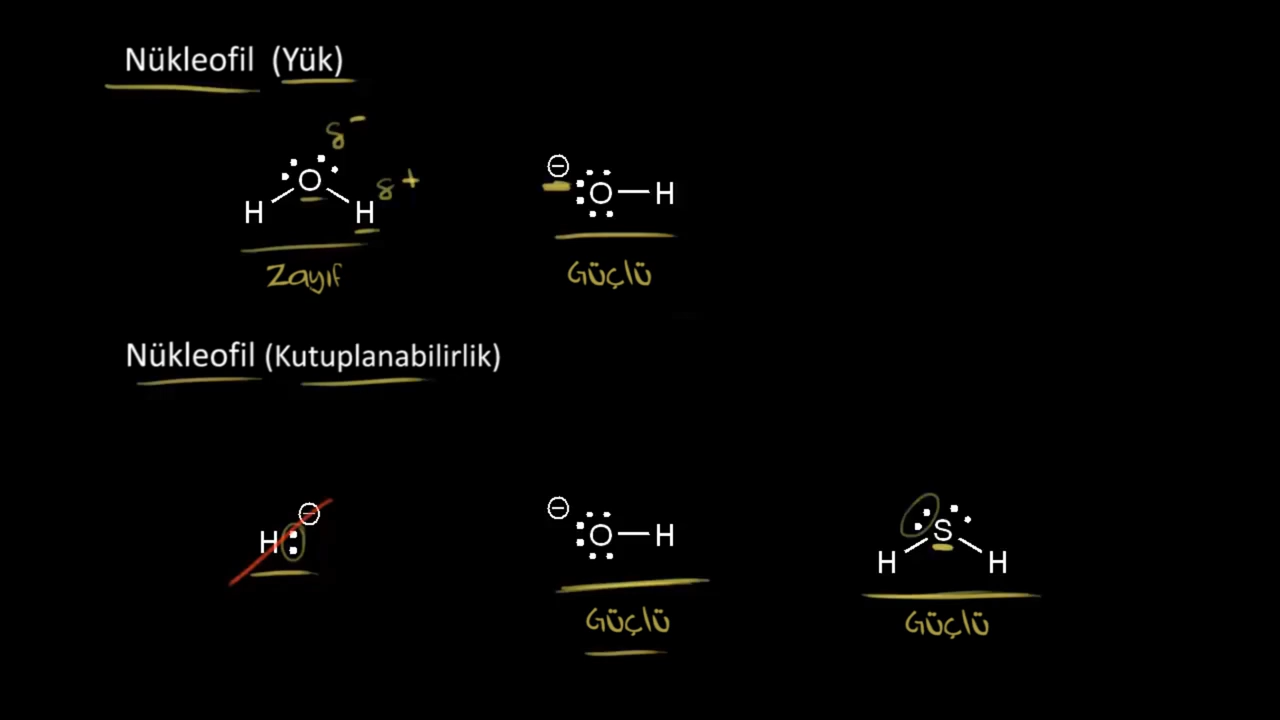 Nükleofil (Yük)
δ-
O
δ+
H H
⊖
O H
Zayıf Güçlü
Nükleofil (Kutuplanabilirlik)
⊖ ⊖
H O H S
H H
Güçlü Güçlü